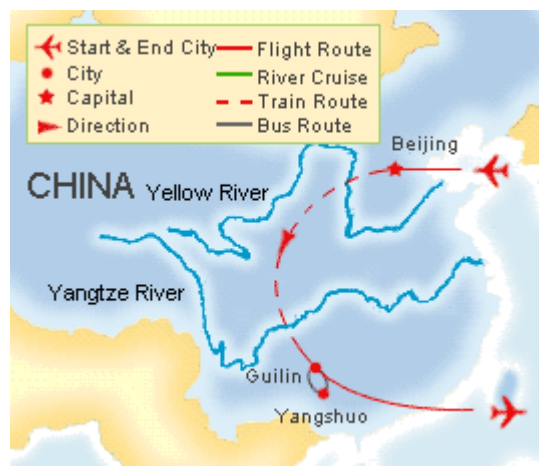 Start & End City
City
Capital
Direction
Flight Route
River Cruise
Train Route
Bus Route
Beijing
CHINA
Yellow River
Yangtze River
Guilin
Yangshuo